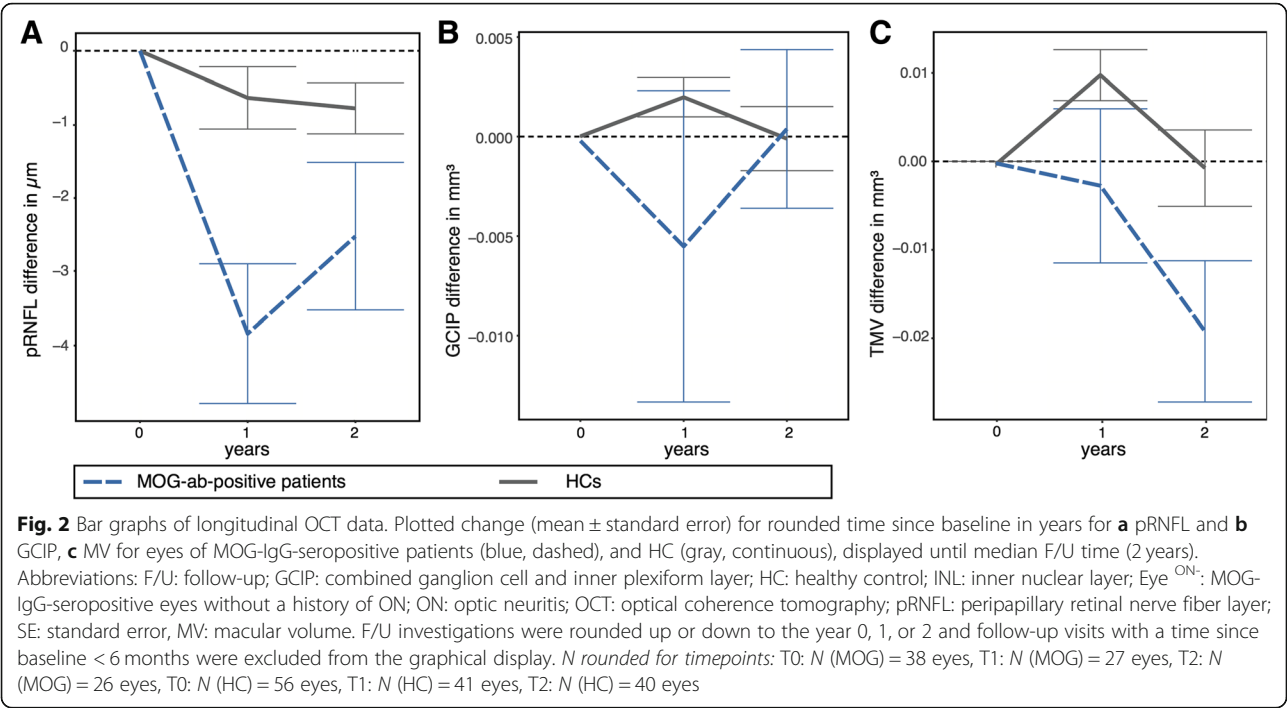 A
B
C
pRNFL difference in µm
0
−1
−2
−3
−4
0
1
2
years
GCIP difference in mm³
0.005
0.000
−0.005
−0.010
0
1
2
years
TMV difference in mm³
0.01
0.00
−0.01
−0.02
0
1
2
years
MOG-ab-positive patients
HCs
Fig. 2 Bar graphs of longitudinal OCT data. Plotted change (mean ± standard error) for rounded time since baseline in years for a pRNFL and b
GCIP, c MV for eyes of MOG-IgG-seropositive patients (blue, dashed), and HC (gray, continuous), displayed until median F/U time (2 years).
Abbreviations: F/U: follow-up; GCIP: combined ganglion cell and inner plexiform layer; HC: healthy control; INL: inner nuclear layer; Eye ON-: MOG-
IgG-seropositive eyes without a history of ON; ON: optic neuritis; OCT: optical coherence tomography; pRNFL: peripapillary retinal nerve fiber layer;
SE: standard error, MV: macular volume. F/U investigations were rounded up or down to the year 0, 1, or 2 and follow-up visits with a time since
baseline < 6 months were excluded from the graphical display. N rounded for timepoints: T0: N (MOG) = 38 eyes, T1: N (MOG) = 27 eyes, T2: N
(MOG) = 26 eyes, T0: N (HC) = 56 eyes, T1: N (HC) = 41 eyes, T2: N (HC) = 40 eyes